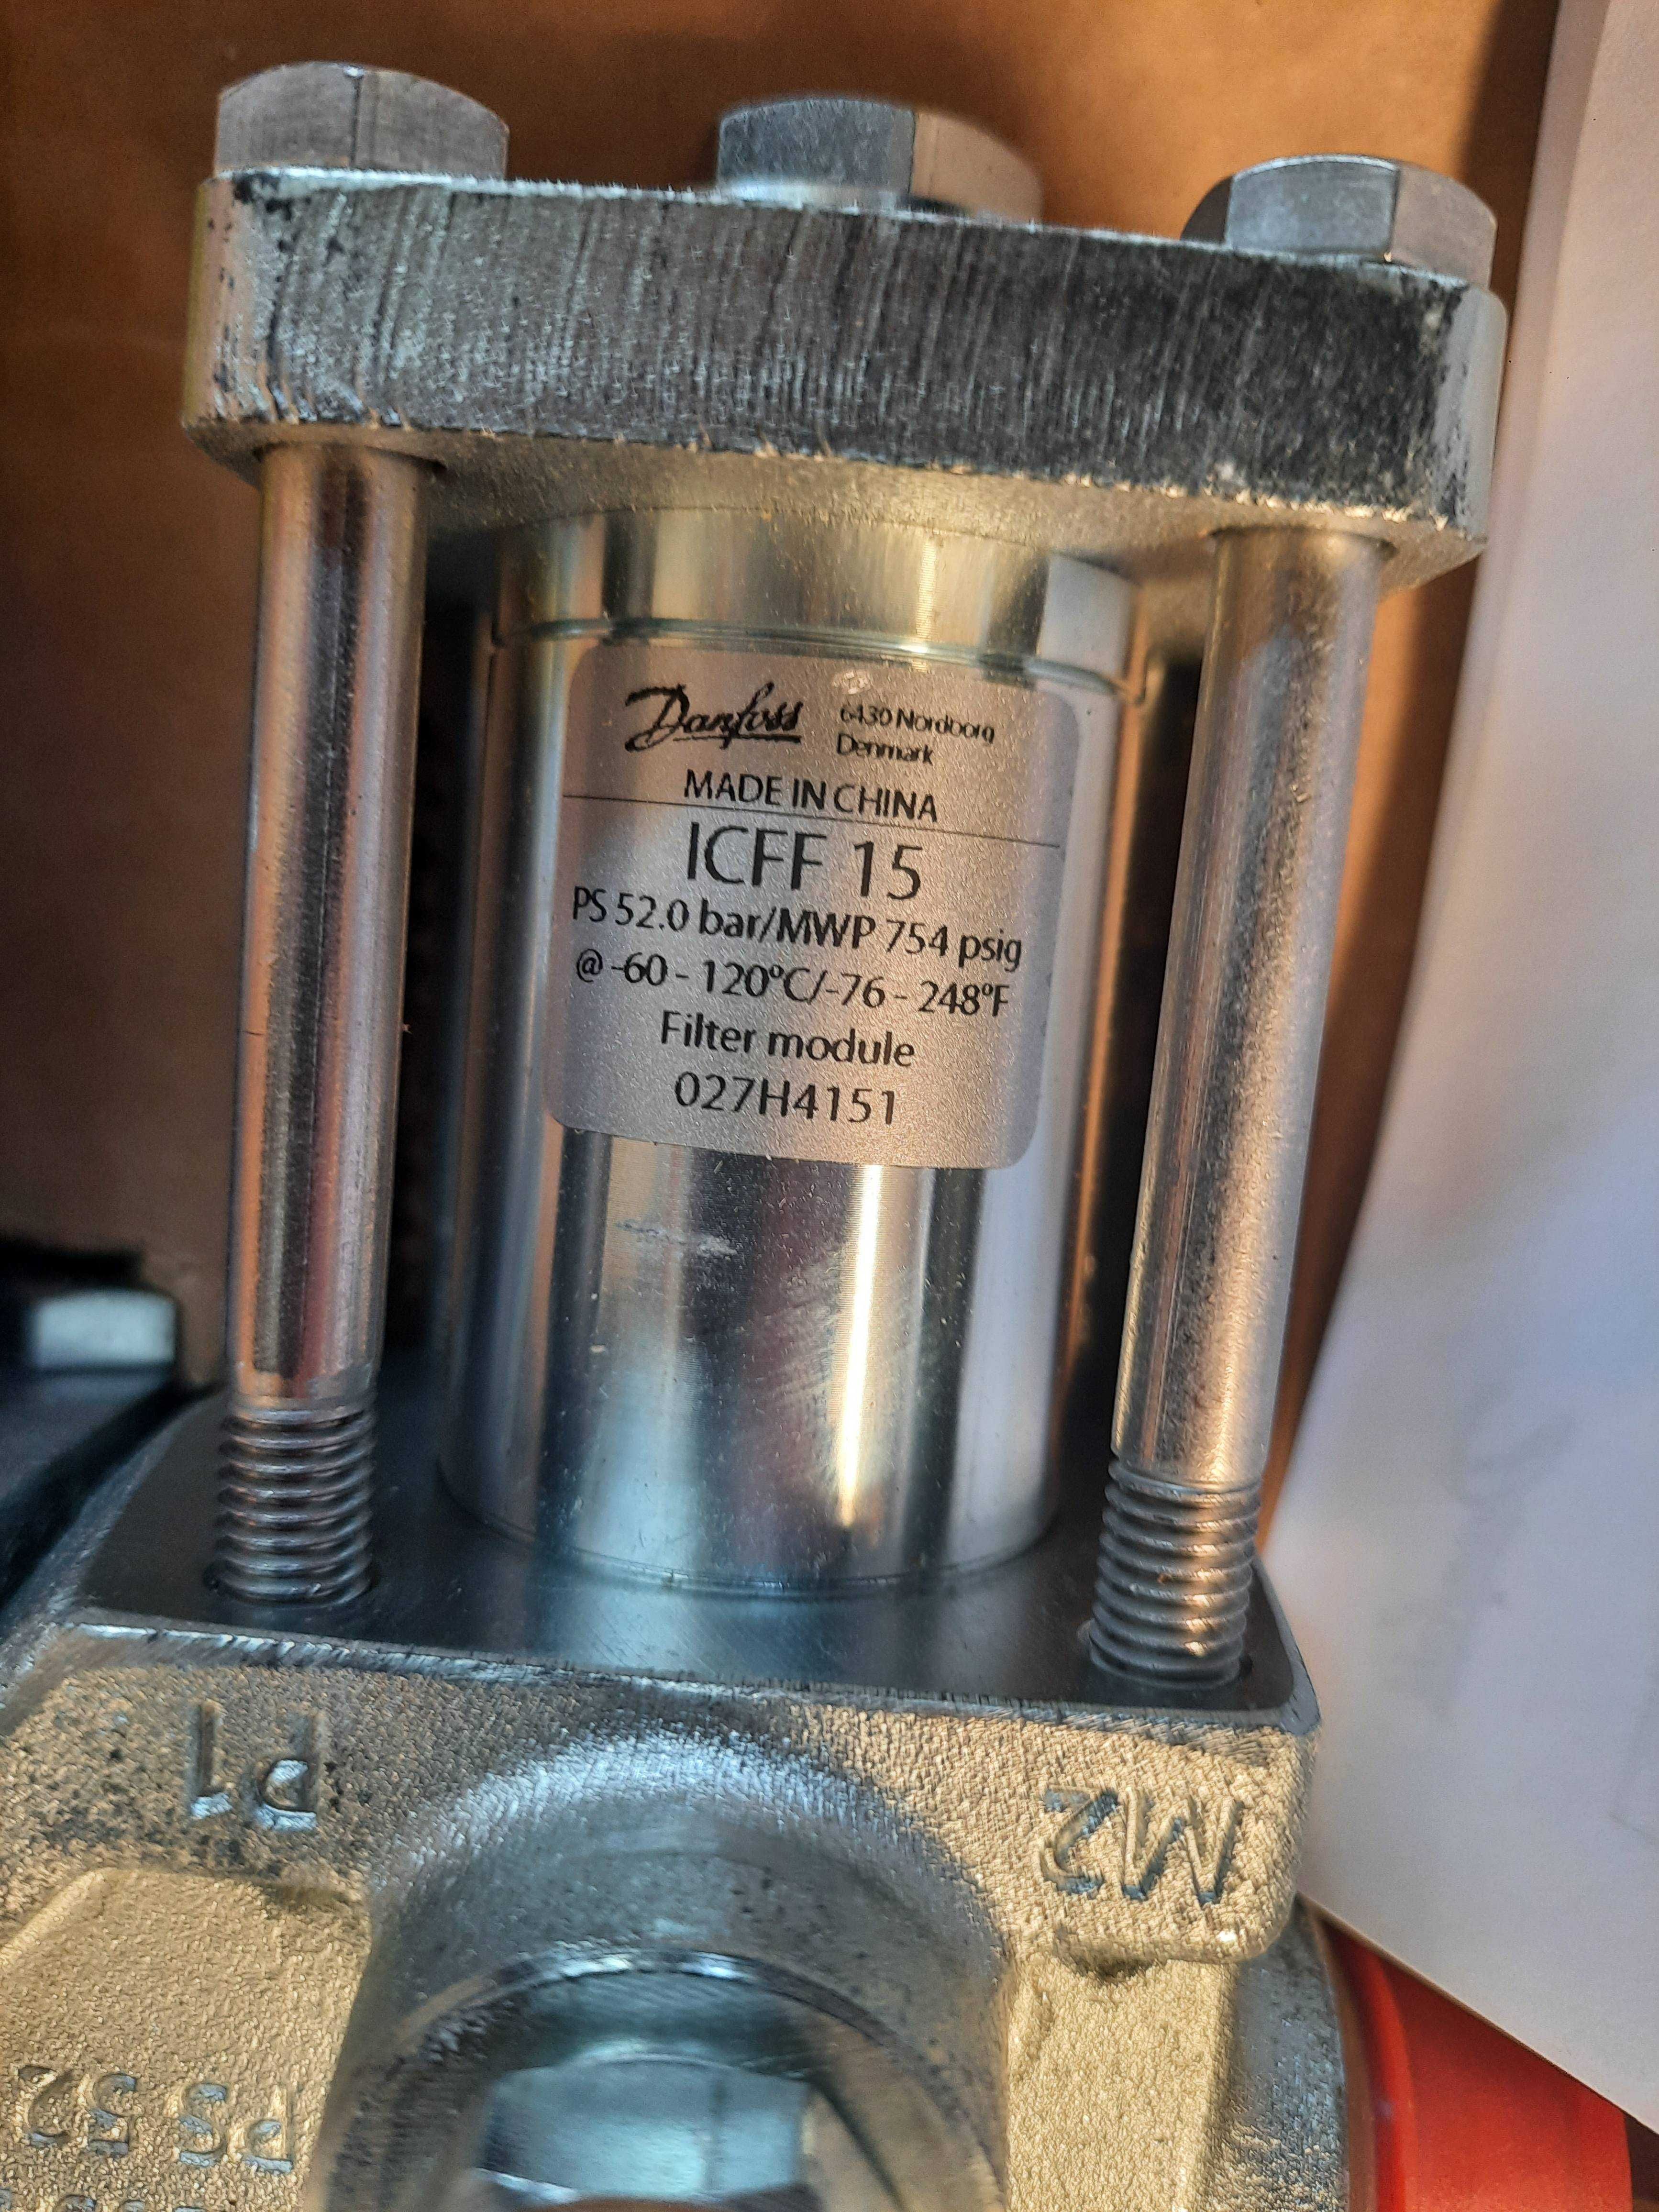 Danfoss
6430 Nordborg
Denmark
MADE IN CHINA
ICFF 15
PS 52.0 bar/MWP 754 psig
@ -60 - 120°C/-76 - 248°F
Filter module
027H4151
P1
M2
PS 52